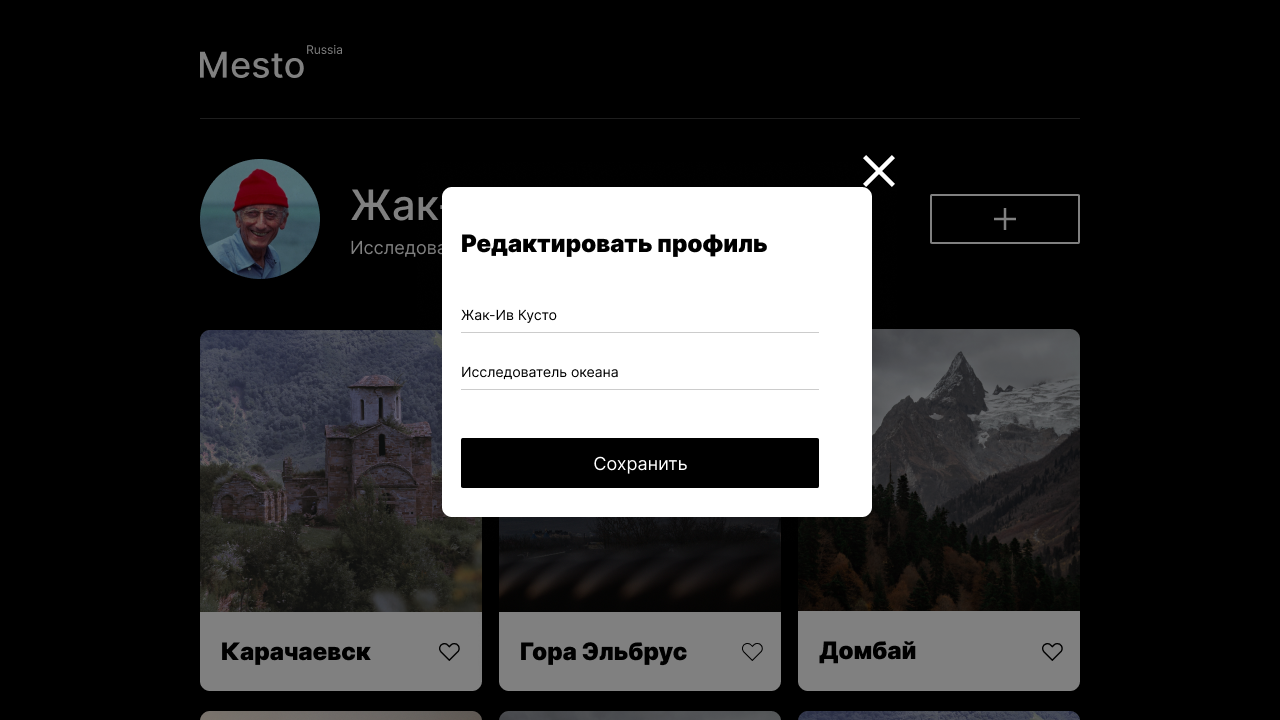 Mesto Russia
Жак-
Исследова
Редактировать профиль
Жак-Ив Кусто
Исследователь океана
Сохранить
Карачаевск
Гора Эльбрус
Домбай